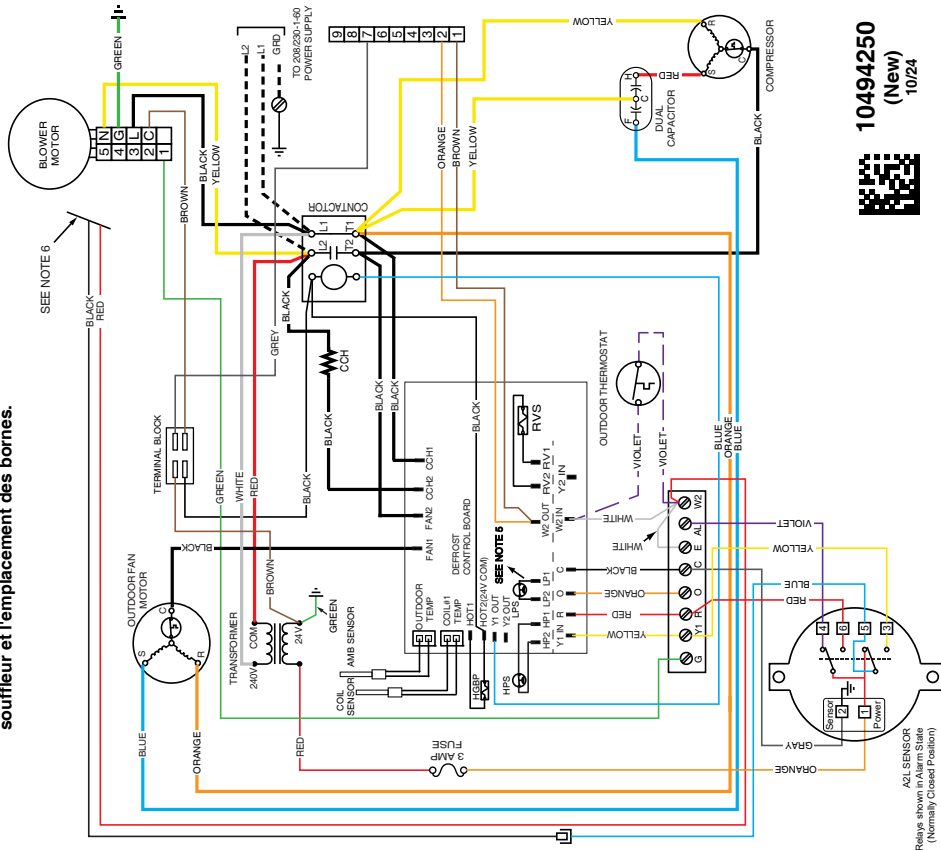 souffleur et l'emplacement des bornes.
SEE NOTE 6
BLACK
RED
BLOWER
MOTOR
5 N
4 G
3 L
2 C
1
GREEN
BLACK
YELLOW
BROWN
L2
L1
GRD
TO 208/230-1-60
POWER SUPPLY
9
8
7
6
5
4
3
2
1
YELLOW
R
S
C
COMPRESSOR
RED
H
C
F
DUAL
CAPACITOR
BLACK
10494250
(New)
10/24
CONTACTOR
L1
L2
T1
T2
ORANGE
BROWN
YELLOW
GREY
BLACK
CCH
BLACK
BLACK
BLACK
BLACK
TERMINAL BLOCK
GREEN
WHITE
RED
BLACK
BLACK
OUTDOOR FAN
MOTOR
C
S
R
BLUE
ORANGE
TRANSFORMER
240V
COM
24V
BROWN
GREEN
RED
3 AMP
FUSE
COIL
SENSOR
AMB SENSOR
FAN1
FAN2
CCH2
CCH1
OUTDOOR
TEMP
DEFROST
CONTROL BOARD
COIL#1
TEMP
HOT1
HOT2(24V COM)
Y1 OUT
Y2 OUT
HGBP
HPS
LPS
SEE NOTE 5
HP2 HP1
LP2 LP1
Y1 IN
R
O
C
W2 OUT
W2 IN
RV2 RV1
Y2 IN
RVS
OUTDOOR THERMOSTAT
VIOLET
VIOLET
BLUE
ORANGE
BLUE
WHITE
WHITE
BLACK
ORANGE
RED
YELLOW
G
Y1
R
O
C
E
AL
W2
VIOLET
YELLOW
BLUE
RED
GRAY
ORANGE
4
6
5
3
Sensor
2
1
Power
A2L SENSOR
Relays shown in Alarm State
(Normally Closed Position)